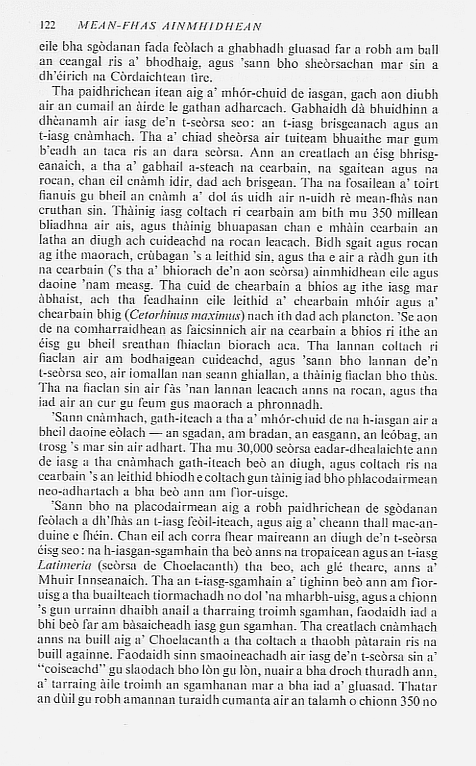 122 MEAN-FHAS AINMHIDHEAN
eile bha sgòdanan fada feòlach a ghabhadh gluasad far a robh am ball
an ceangal ris a' bhodhaig, agus 'sann bho sheòrsachan mar sin a
dh'éirich na Còrdaichtean tìre.
Tha paidhrichean itean aig a' mhór-chuid de iasgan, gach aon diubh
air an cumail an àirde le gathan adharcach. Gabhaidh dà bhuidhinn a
dhèanamh air iasg de'n t-seòrsa seo: an t-iasg brisgeanach agus an
t-iasg cnàmhach. Tha a' chiad sheòrsa air tuiteam bhuaithe mar gum
b'eadh an taca ris an dara seòrsa. Ann an creatlach an éisg bhrisg-
eanaich, a tha a' gabhail a-steach na cearbain, na sgaitean agus na
rocan, chan eil cnàmh idir, dad ach brisgean. Tha na fosailean a' toirt
fianuis gu bheil an cnàmh a' dol ás uidh air n-uidh rè mean-fhàs nan
cruthan sin. Thàinig iasg coltach ri cearbain am bith mu 350 millean
bliadhna air ais, agus thàinig bhuapasan chan e mhàin cearbain an
latha an diugh ach cuideachd na rocan leacach. Bidh sgait agus rocan
ag ithe maorach, crùbagan 's a leithid sin, agus tha e air a ràdh gun ith
na cearbain ('s tha a' bhiorach de'n aon seòrsa) ainmhidhean eile agus
daoine 'nam measg. Tha cuid de chearbain a bhios ag ithe iasg mar
àbhaist, ach tha feadhainn eile leithid a' chearbain mhóir agus a'
chearbain bhig (Cetorhinus maximus) nach ith dad ach plancton. 'Se aon
de na comharraidhean as faicsinnich air na cearbain a bhios ri ithe an
éisg gu bheil sreathan fhiaclan biorach aca. Tha lannan coltach ri
fiaclan air am bodhaigean cuideachd, agus 'sann bho lannan de'n
t-seòrsa seo, air iomallan nan seann ghiallan, a thàinig fiaclan bho thùs.
Tha na fiaclan sin air fàs 'nan lannan leacach anns na rocan, agus tha
iad air an cur gu feum gus maorach a phronnadh.
'Sann cnàmhach, gath-iteach a tha a' mhór-chuid de na h-iasgan air a
bheil daoine eòlach — an sgadan, am bradan, an easgann, an leóbag, an
trosg 's mar sin air adhart. Tha mu 30,000 seòrsa eadar-dhealaichte ann
de iasg a tha cnàmhach gath-iteach beò an diugh, agus coltach ris na
cearbain 's an leithid bhiodh e coltach gun tàinig iad bho phlacodairmean
neo-adhartach a bha beò ann am fìor-uisge.
'Sann bho na placodairmean aig a robh paidhrichean de sgòdanan
feòlach a dh'fhàs an t-iasg feòil-iteach, agus aig a' cheann thall mac-an-
duine e fhéin. Chan eil ach corra fhear maireann an diugh de'n t-seòrsa
éisg seo: na h-iasgan-sgamhain tha beò anns na tropaicean agus an t-iasg
Latimeria (seòrsa de Choelacanth) tha beo, ach glé thearc, anns a'
Mhuir Innseanaich. Tha an t-iasg-sgamhain a' tighinn beò ann am fìor-
uisg a tha buailteach tiormachadh no dol 'na mharbh-uisg, agus a chionn
's gun urrainn dhaibh anail a tharraing troimh sgamhan, faodaidh iad a
bhi beò far am bàsaicheadh iasg gun sgamhan. Tha creatlach cnàmhach
anns na buill aig a' Choelacanth a tha coltach a thaobh pàtarain ris na
buill againne. Faodaidh sinn smaoineachadh air iasg de'n t-seòrsa sin a'
"coiseachd" gu slaodach bho lòn gu lòn, nuair a bha droch thuradh ann,
a' tarraing àile troimh an sgamhanan mar a bha iad a' gluasad. Thatar
an dùil gu robh amannan turaidh cumanta air an talamh o chionn 350 no